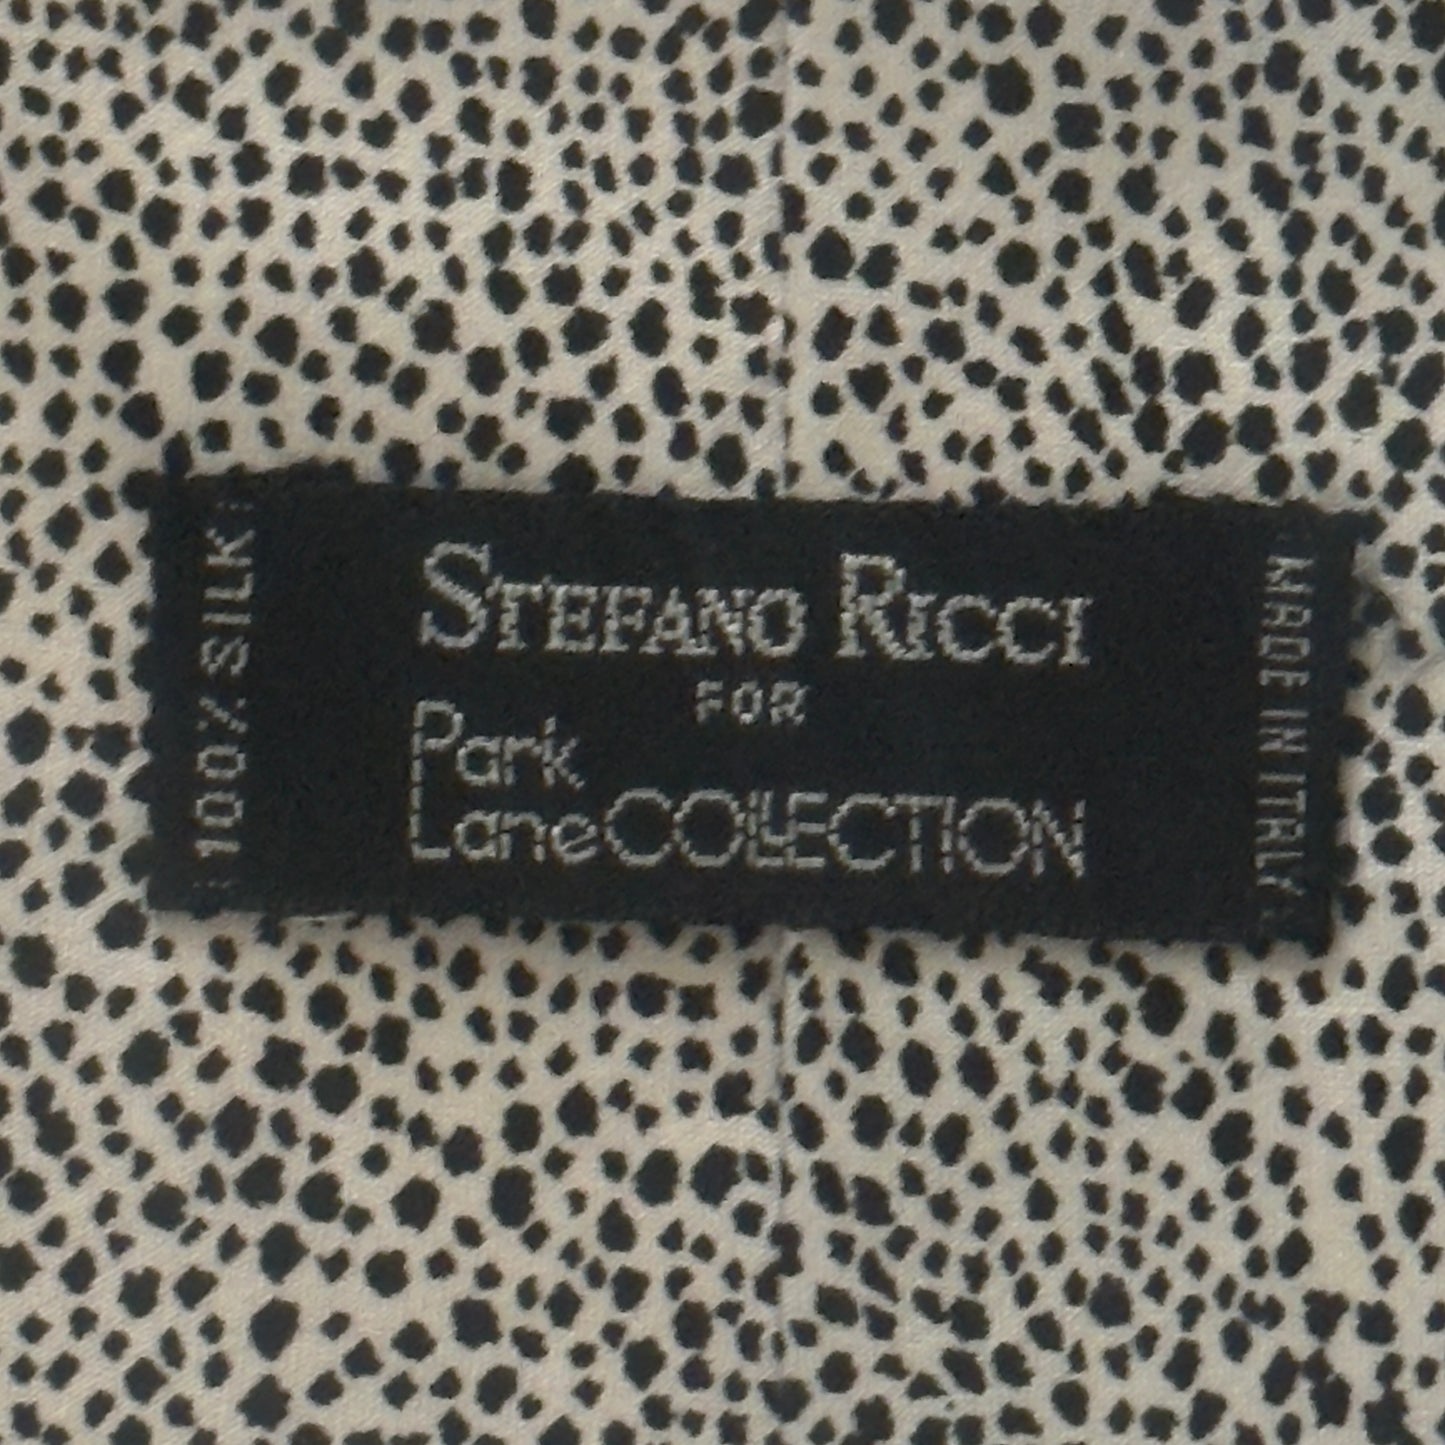 100% SILK
STEFANO RICCI
FOR
Park
Lane COLLECTION
MADE IN ITALY